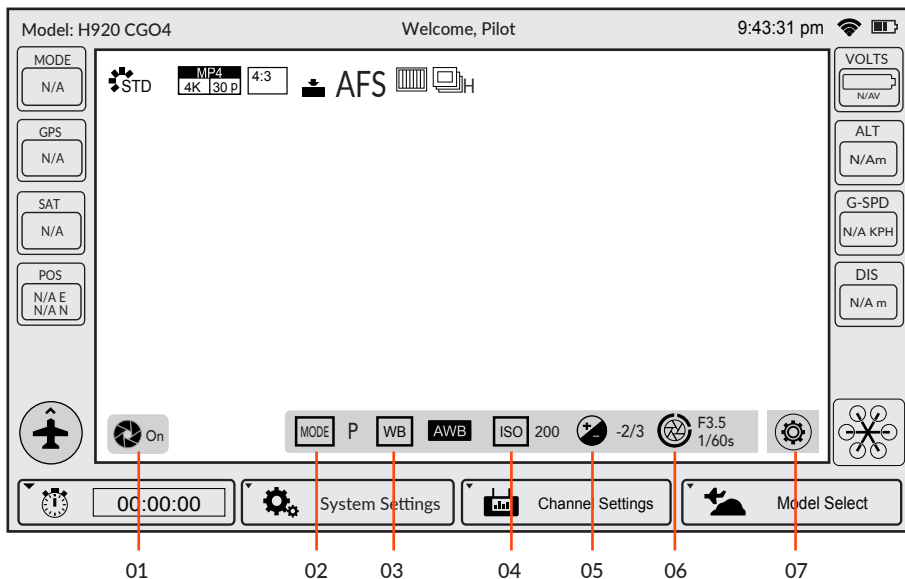 Model: H920 CGO4 Welcome, Pilot 9:43:31 pm
MODE
N/A
GPS
N/A
SAT
N/A
POS
N/A E
N/A N
STD MP4 4K 30 P 4:3 AFS H
VOLTS
N/AV
ALT
N/Am
G-SPD
N/A KPH
DIS
N/A m
On MODE P WB AWB ISO 200 -2/3 F3.5
1/60s
00:00:00 System Settings Channel Settings Model Select
01 02 03 04 05 06 07